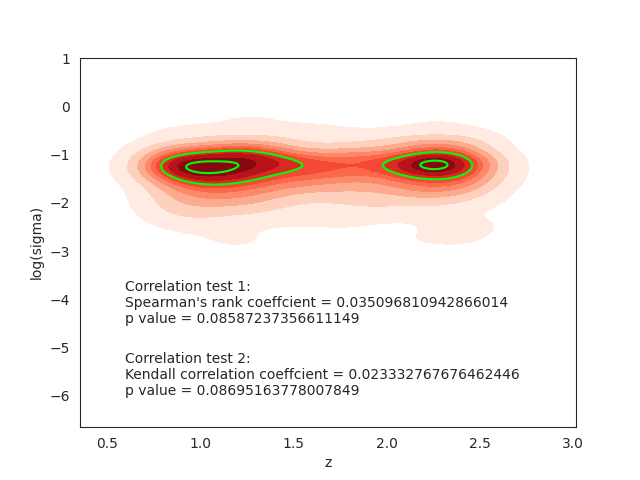 1
0
−1
−2
−3
−4
−5
−6
log(sigma)
Correlation test 1:
Spearman's rank coeffcient = 0.035096810942866014
p value = 0.08587237356611149
Correlation test 2:
Kendall correlation coeffcient = 0.023332767676462446
p value = 0.08695163778007849
0.5 1.0 1.5 2.0 2.5 3.0
z